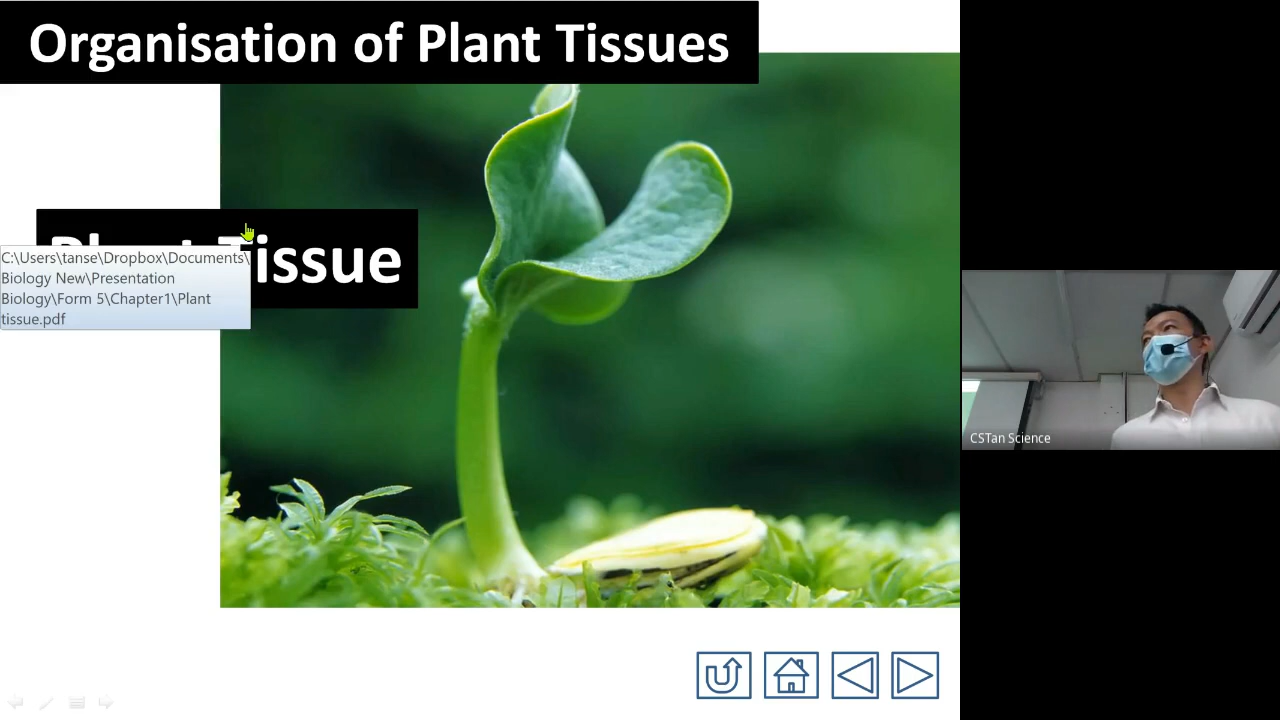 Organisation of Plant Tissues
Plant Tissue
C:\Users\tanse\Dropbox\Documents\
Biology New\Presentation
Biology\Form 5\Chapter1\Plant
tissue.pdf
CSTan Science